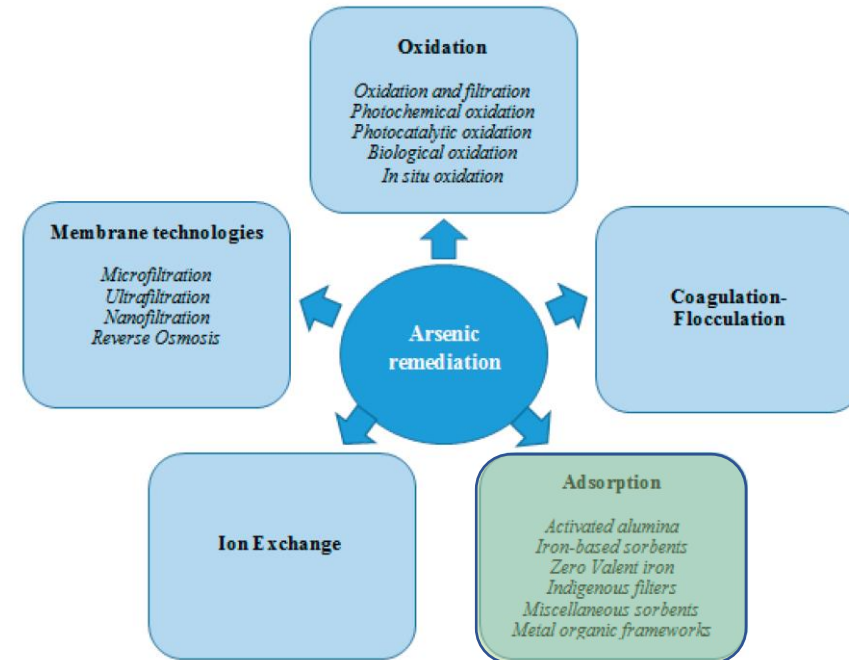 Oxidation
Oxidation and filtration
Photochemical oxidation
Photocatalytic oxidation
Biological oxidation
In situ oxidation
Membrane technologies
Microfiltration
Ultrafiltration
Nanofiltration
Reverse Osmosis
Coagulation-
Flocculation
Arsenic
remediation
Ion Exchange
Adsorption
Activated alumina
Iron-based sorbents
Zero Valent iron
Indigenous filters
Miscellaneous sorbents
Metal organic frameworks